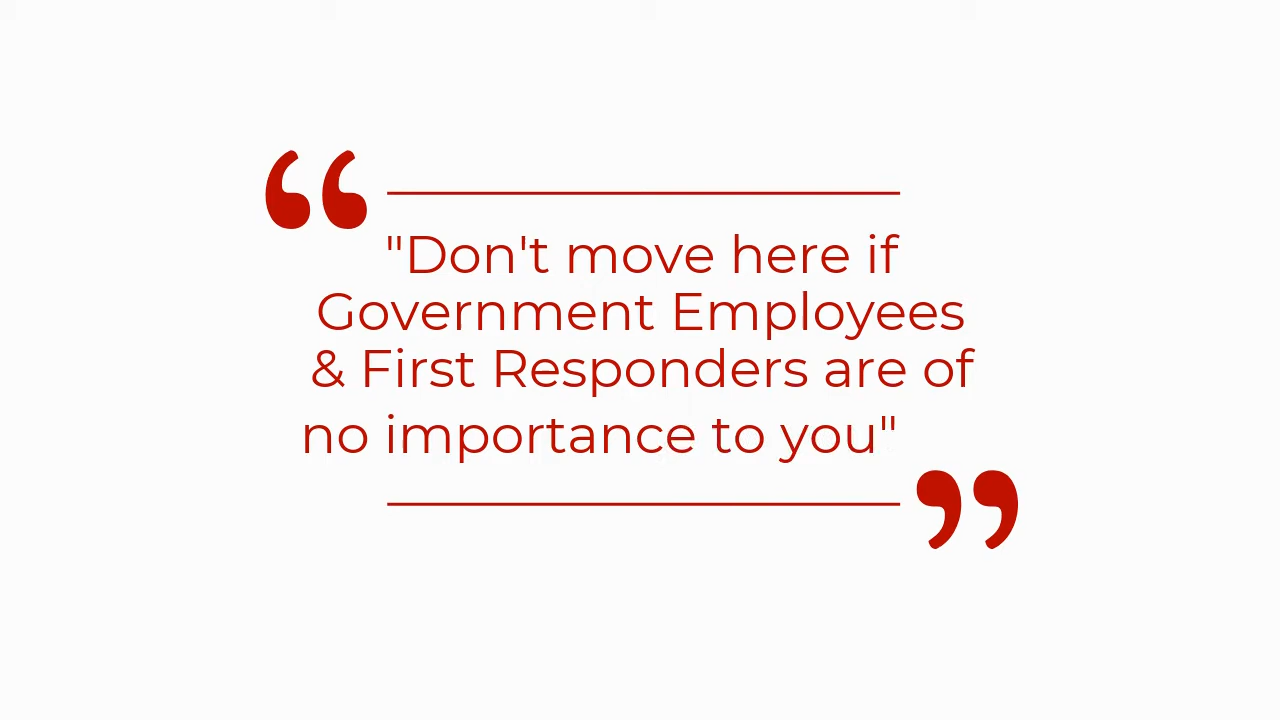 "Don't move here if
Government Employees
& First Responders are of
no importance to you"